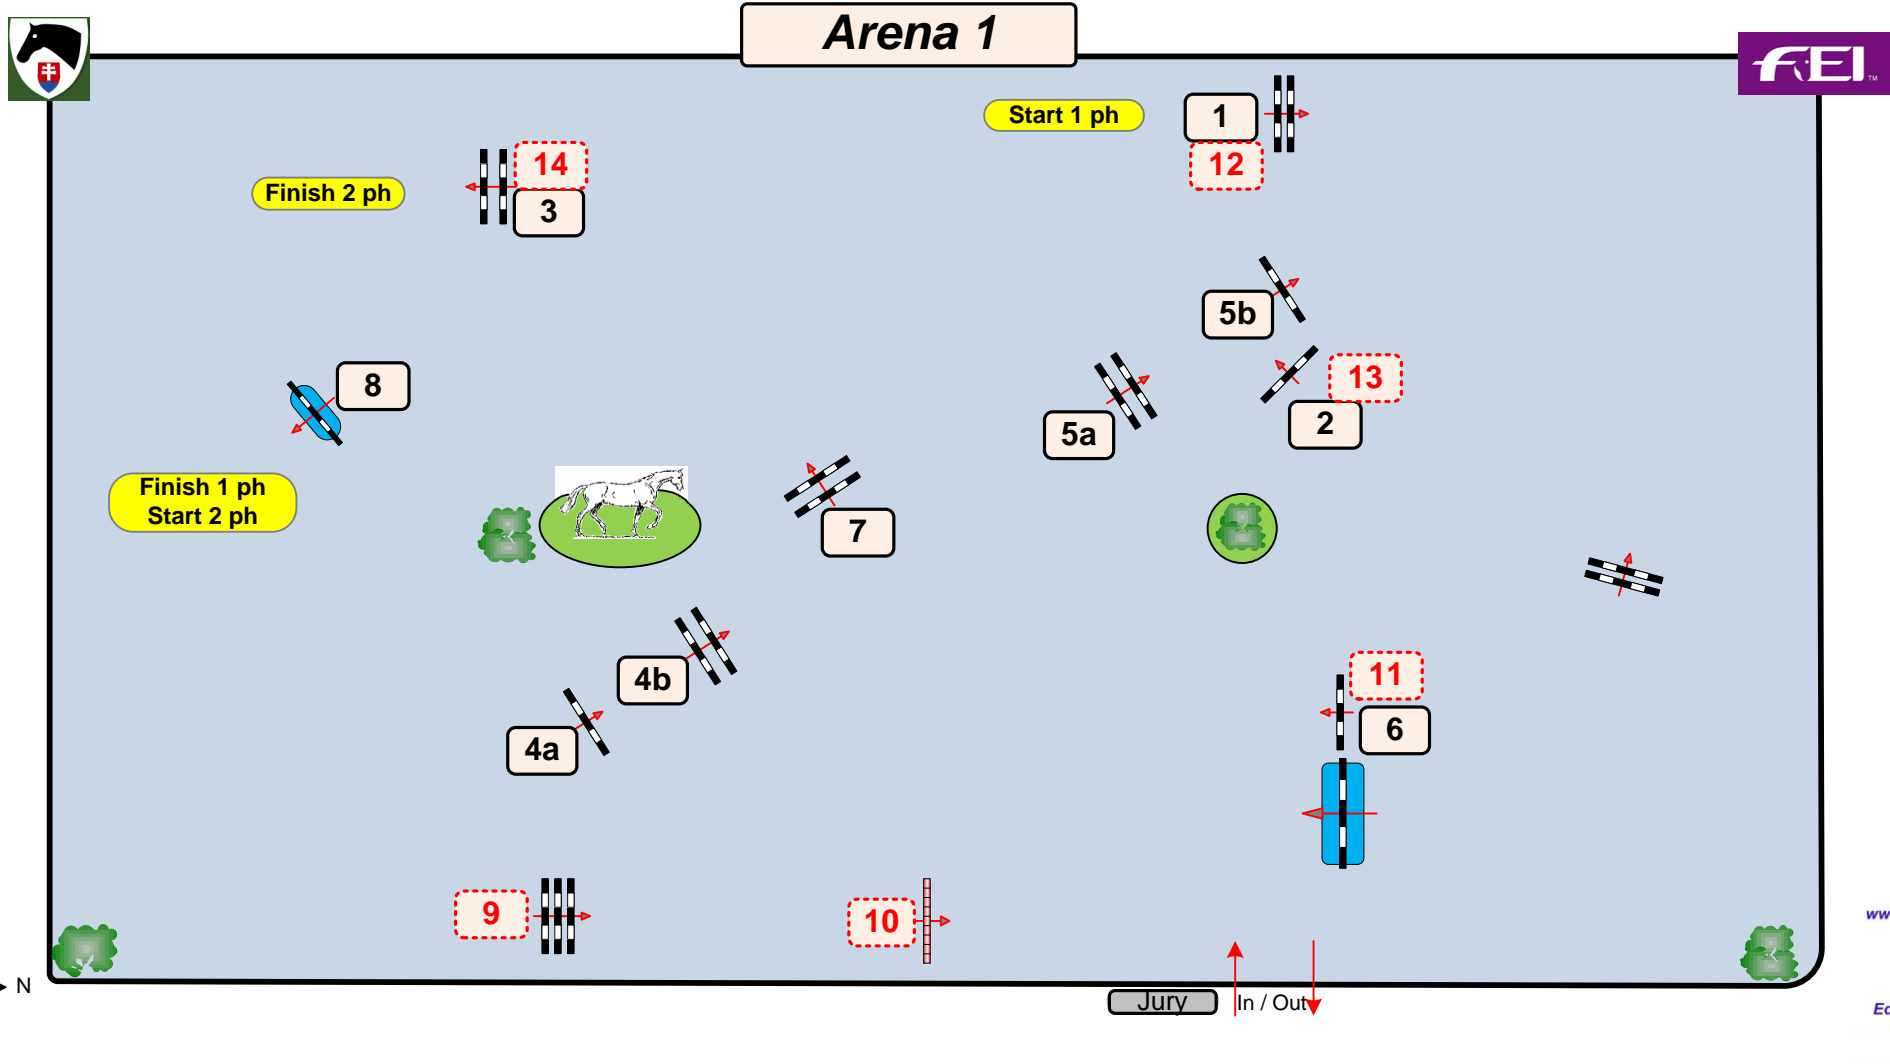 Arena 1
FEI
TM
Start 1 ph
1
12
14
3
Finish 2 ph
5b
8
13
2
5a
Finish 1 ph
Start 2 ph
7
4b
11
6
4a
9
10
N
Jury
In / Out